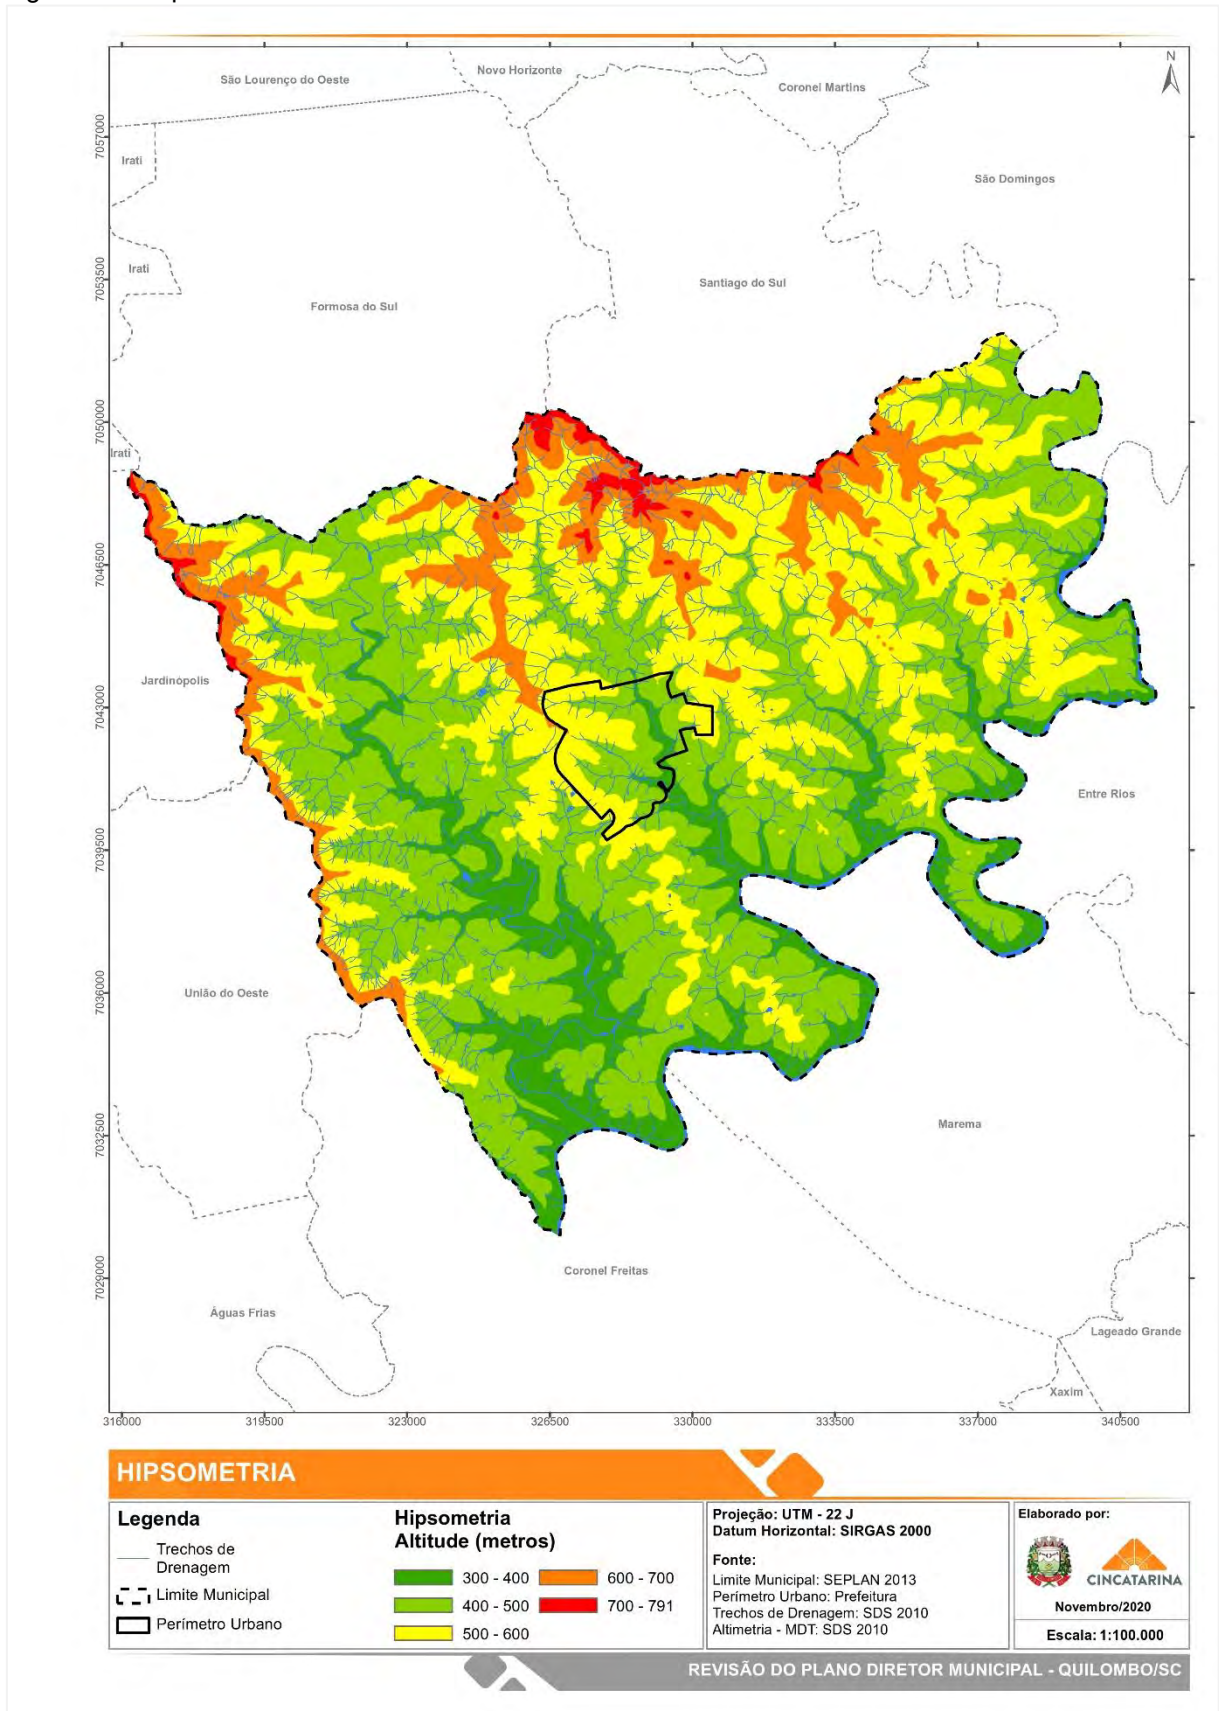 São Lourenço do Oeste
Novo Horizonte
Coronel Martins
N
Irati
São Domingos
Irati
Santiago do Sul
Formosa do Sul
Irati
Jardinópolis
Entre Rios
União do Oeste
Marema
Coronel Freitas
Águas Frias
Lageado Grande
Xaxim
7057000
7053500
7050000
7046500
7043000
7039500
7036000
7032500
7029000
316000
319500
323000
326500
330000
333500
337000
340500
HIPSOMETRIA
Legenda
Trechos de
Drenagem
Limite Municipal
Perímetro Urbano
Hipsometria
Altitude (metros)
300 - 400
600 - 700
400 - 500
700 - 791
500 - 600
Projeção: UTM - 22 J
Datum Horizontal: SIRGAS 2000
Fonte:
Limite Municipal: SEPLAN 2013
Perímetro Urbano: Prefeitura
Trechos de Drenagem: SDS 2010
Altimetria - MDT: SDS 2010
Elaborado por:
CINCATARINA
Novembro/2020
Escala: 1:100.000
REVISÃO DO PLANO DIRETOR MUNICIPAL - QUILOMBO/SC